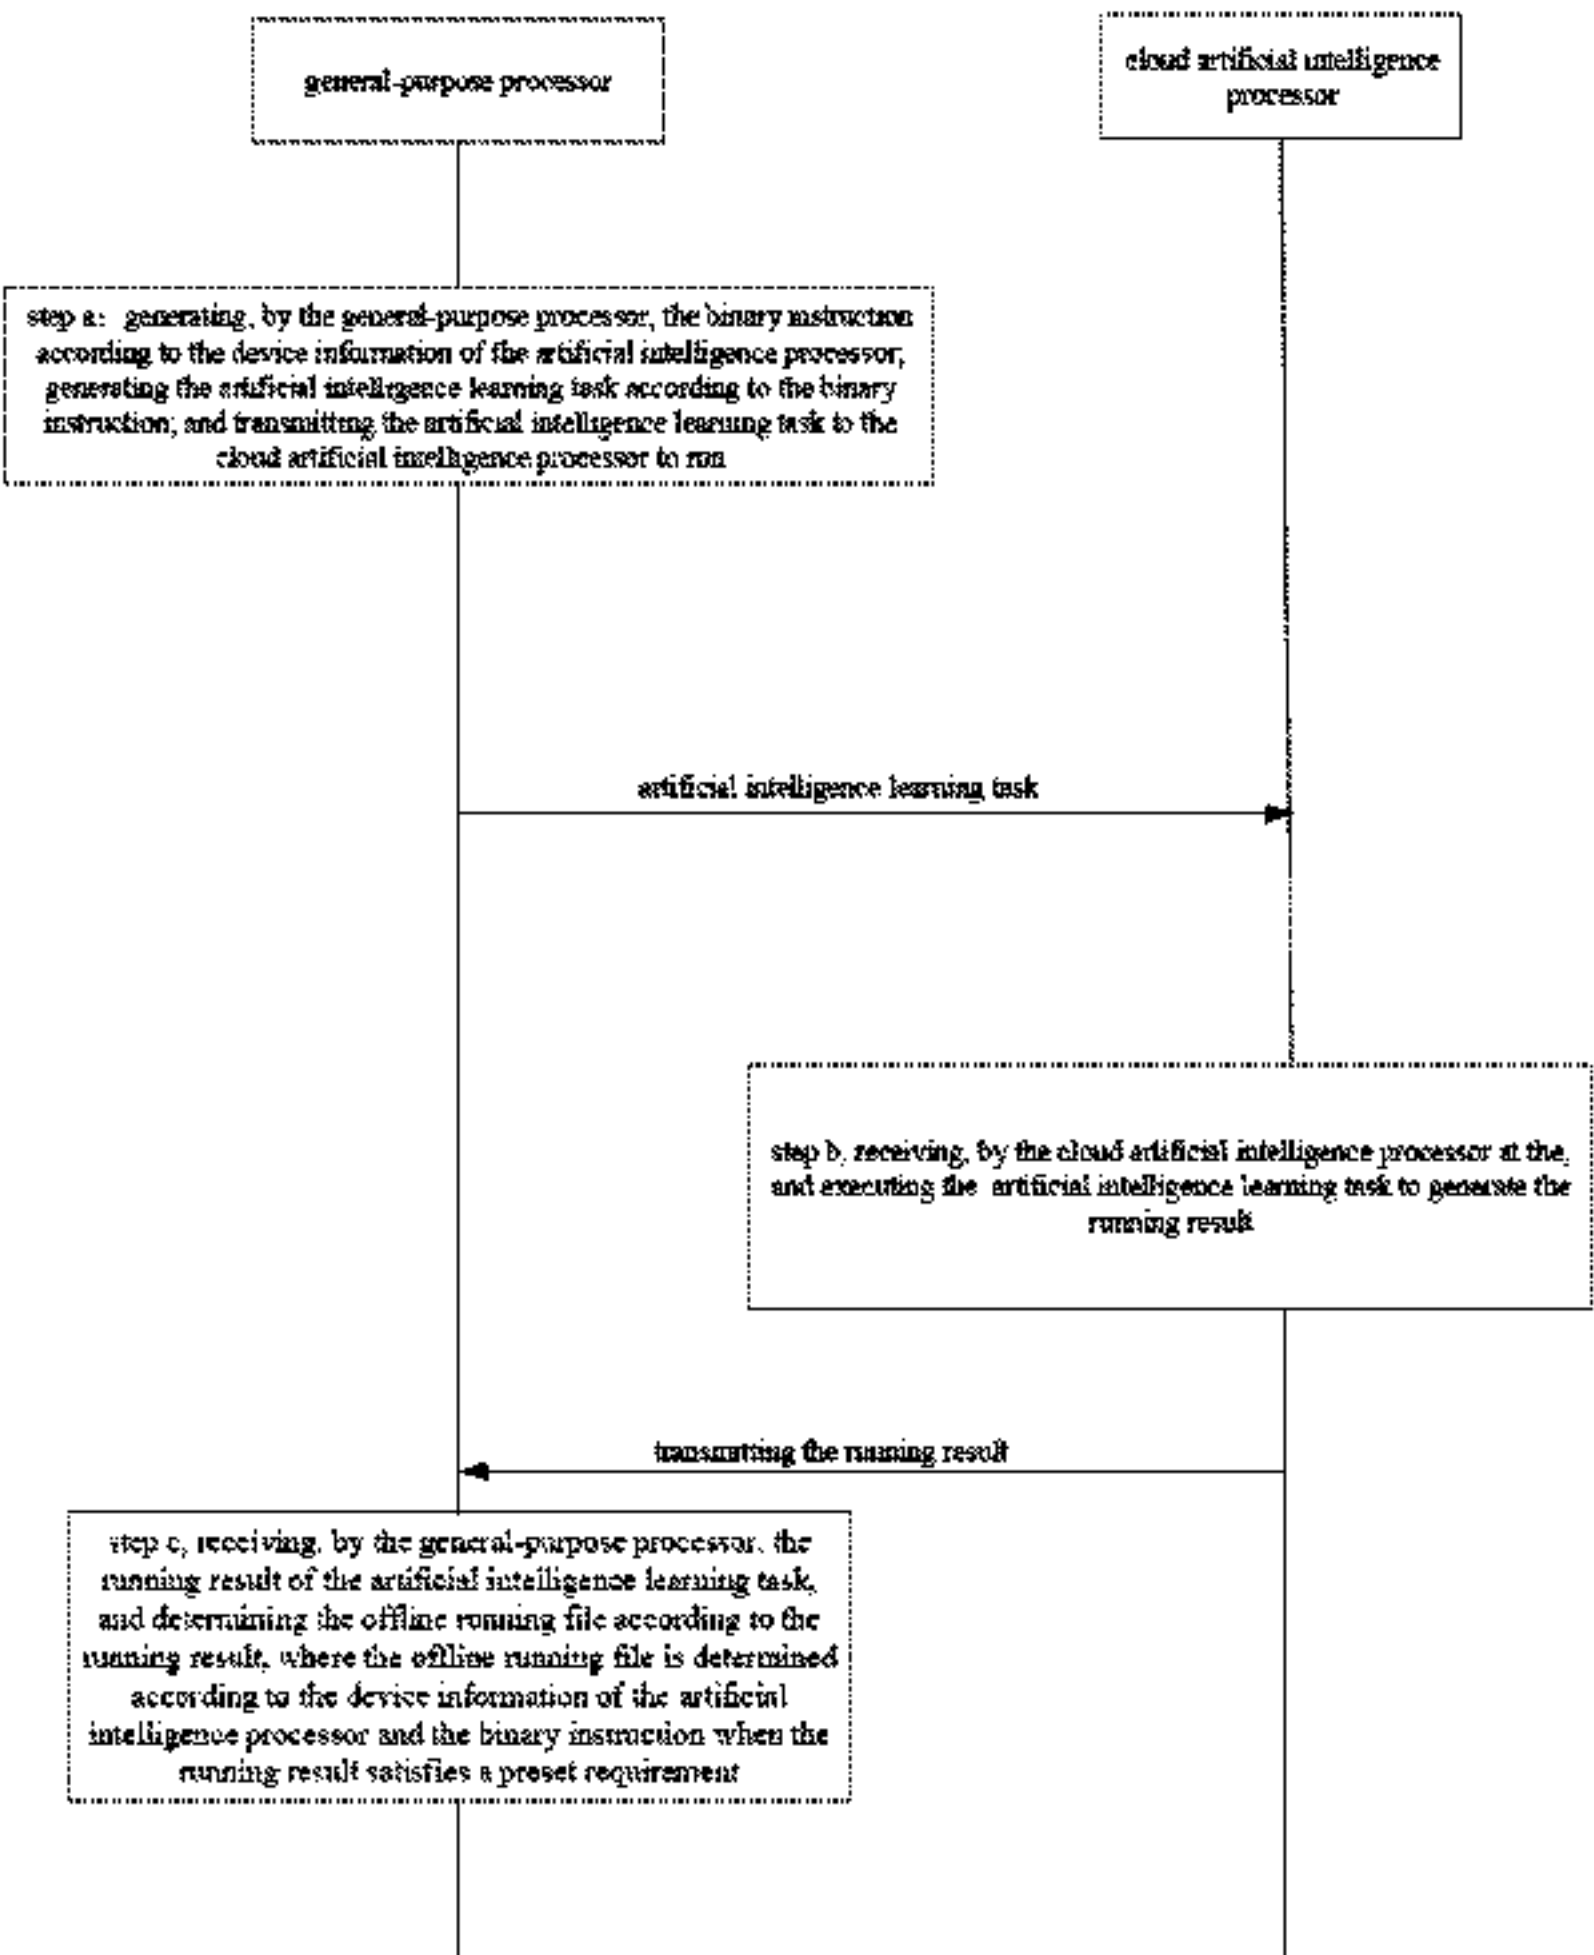 general-purpose processor
cloud artificial intelligence
processor
step a: generating, by the general-purpose processor, the binary instruction
according to the device information of the artificial intelligence processor,
generating the artificial intelligence learning task according to the binary
instruction; and transmitting the artificial intelligence learning task to the
cloud artificial intelligence processor to run
artificial intelligence learning task
step b, receiving, by the cloud artificial intelligence processor at the,
and executing the artificial intelligence learning task to generate the
running result
transmitting the running result
step c, receiving, by the general-purpose processor, the
running result of the artificial intelligence learning task,
and determining the offline running file according to the
running result, where the offline running file is determined
according to the device information of the artificial
intelligence processor and the binary instruction when the
running result satisfies a preset requirement